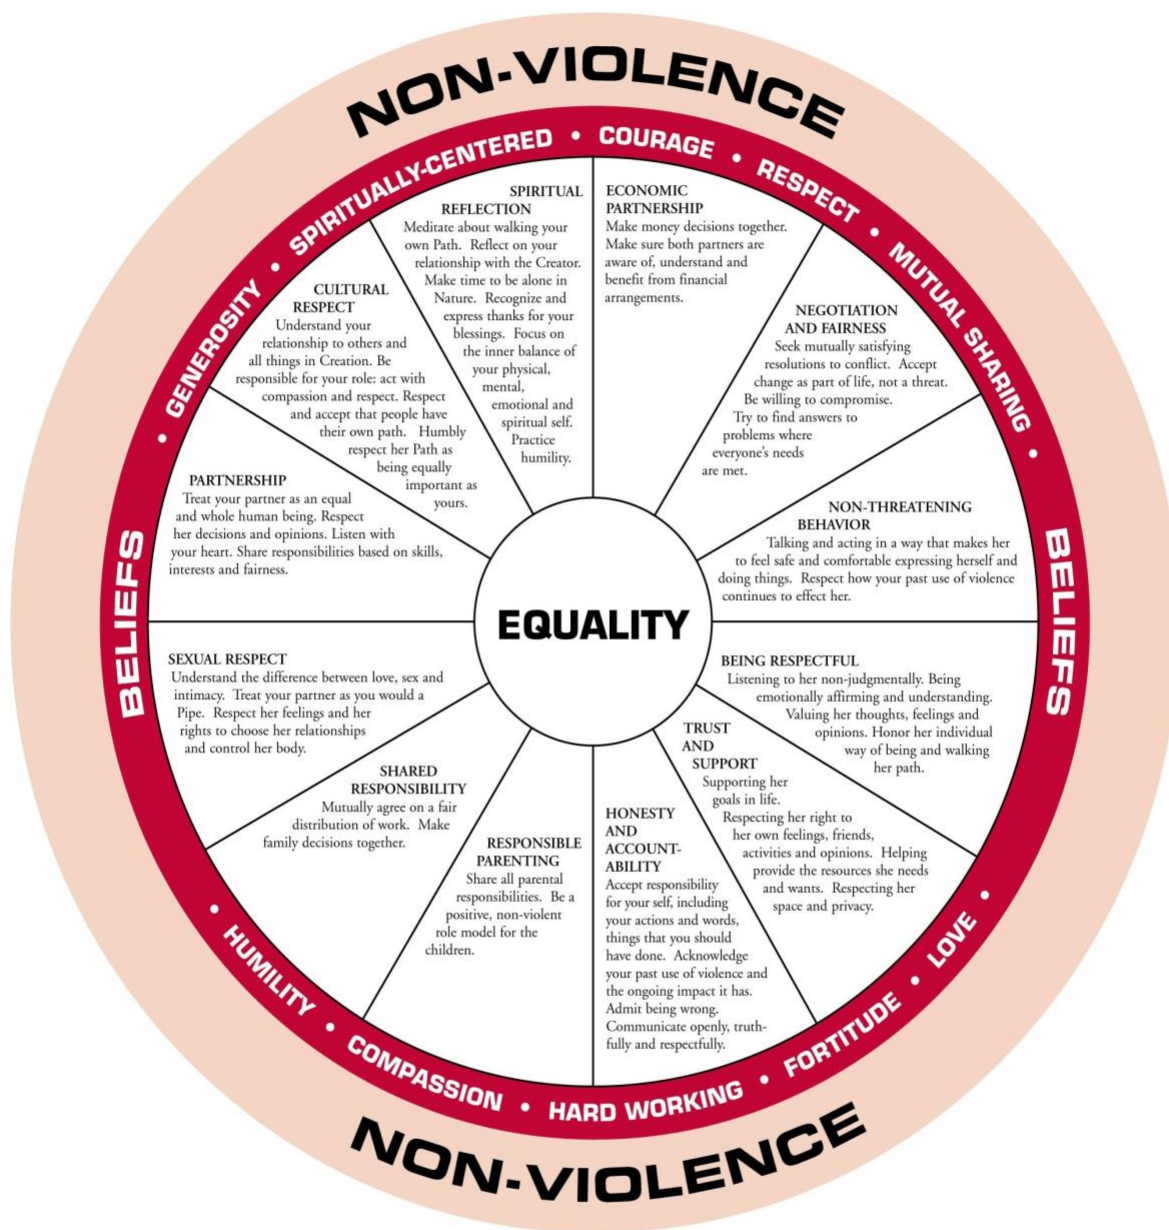 NON-VIOLENCE
GENEROSITY • SPIRITUALLY-CENTERED • COURAGE • RESPECT • MUTUAL SHARING •
BELIEFS
BELIEFS
SPIRITUAL
REFLECTION
Meditate about walking your
own Path. Reflect on your
relationship with the Creator.
Make time to be alone in
Nature. Recognize and
express thanks for your
blessings. Focus on
the inner balance of
your physical,
mental,
emotional and
spiritual self.
Practice
humility.
ECONOMIC
PARTNERSHIP
Make money decisions together.
Make sure both partners are
aware of, understand and
benefit from financial
arrangements.
NEGOTIATION
AND FAIRNESS
Seek mutually satisfying
resolutions to conflict. Accept
change as part of life, not a threat.
Be willing to compromise.
Try to find answers to
problems where
everyone's needs
are met.
NON-THREATENING
BEHAVIOR
Talking and acting in a way that makes her
to feel safe and comfortable expressing herself and
doing things. Respect how your past use of violence
continues to effect her.
BEING RESPECTFUL
Listening to her non-judgmentally. Being
emotionally affirming and understanding.
Valuing her thoughts, feelings and
opinions. Honor her individual
way of being and walking
her path.
TRUST
AND
SUPPORT
Supporting her
goals in life.
Respecting her right to
her own feelings, friends,
activities and opinions. Helping
provide the resources she needs
and wants. Respecting her
space and privacy.
HONESTY
AND
ACCOUNT-
ABILITY
Accept responsibility
for your self, including
your actions and words,
things that you should
have done. Acknowledge
your past use of violence and
the ongoing impact it has.
Admit being wrong.
Communicate openly, truth-
fully and respectfully.
RESPONSIBLE
PARENTING
Share all parental
responsibilities. Be a
positive, non-violent
role model for the
children.
SHARED
RESPONSIBILITY
Mutually agree on a fair
distribution of work. Make
family decisions together.
SEXUAL RESPECT
Understand the difference between love, sex and
intimacy. Treat your partner as you would a
Pipe. Respect her feelings and her
rights to choose her relationships
and control her body.
PARTNERSHIP
Treat your partner as an equal
and whole human being. Respect
her decisions and opinions. Listen with
your heart. Share responsibilities based on skills,
interests and fairness.
CULTURAL
RESPECT
Understand your
relationship to others and
all things in Creation. Be
responsible for your role: act with
compassion and respect. Respect
and accept that people have
their own path. Humbly
respect her Path as
being equally
important as
yours.
EQUALITY
• HUMILITY • COMPASSION • HARD WORKING • FORTITUDE • LOVE •
NON-VIOLENCE